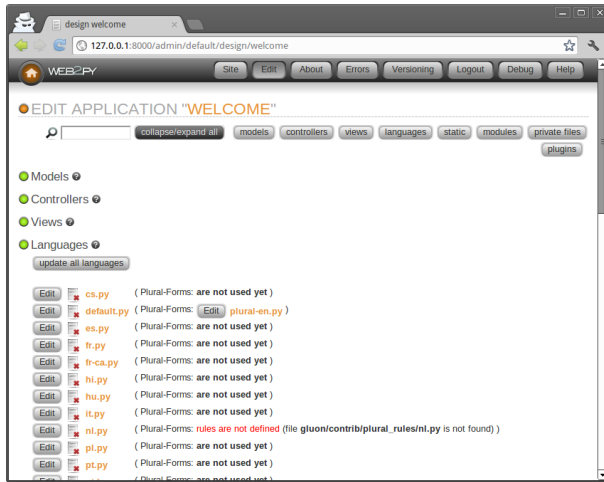 design welcome
127.0.0.1:8000/admin/default/design/welcome
WEB2PY Site Edit About Errors Versioning Logout Debug Help
EDIT APPLICATION "WELCOME"
collapse/expand all models controllers views languages static modules private files
plugins
Models
Controllers
Views
Languages
update all languages
Edit cs.py ( Plural-Forms: are not used yet )
Edit default.py ( Plural-Forms: Edit plural-en.py )
Edit es.py ( Plural-Forms: are not used yet )
Edit fr.py ( Plural-Forms: are not used yet )
Edit fr-ca.py ( Plural-Forms: are not used yet )
Edit hi.py ( Plural-Forms: are not used yet )
Edit hu.py ( Plural-Forms: are not used yet )
Edit it.py ( Plural-Forms: are not used yet )
Edit nl.py ( Plural-Forms: rules are not defined (file gluon/contrib/plural_rules/nl.py is not found) )
Edit pl.py ( Plural-Forms: are not used yet )
Edit pt.py ( Plural-Forms: are not used yet )
Edit ( Plural-Forms: are not used yet )